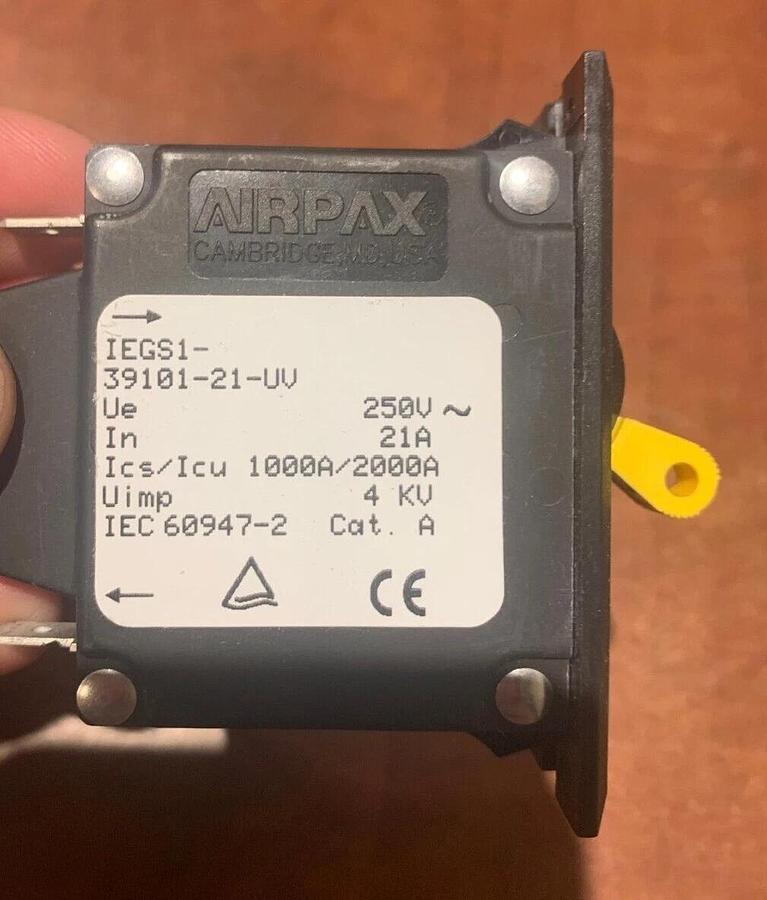 AIRPAX
CAMBRIDGE, MD, USA
→
IEGS1-
39101-21-UV
Ue 250V ~
In 21A
Ics/Icu 1000A/2000A
Uimp 4 KV
IEC 60947-2 Cat. A
← CE